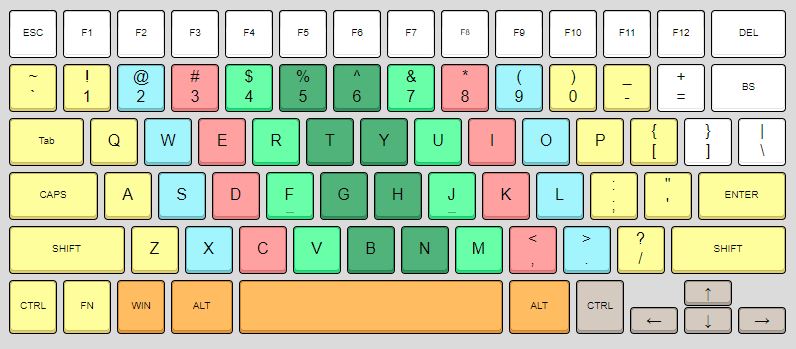 ESC F1 F2 F3 F4 F5 F6 F7 F8 F9 F10 F11 F12 DEL
~ ! @ # $ % ^ & * ( ) _ +
` 1 2 3 4 5 6 7 8 9 0 - = BS
Tab Q W E R T Y U I O P { } |
[ ] \
CAPS A S D F G H J K L : " ENTER
_ _ ; '
SHIFT Z X C V B N M < > ? SHIFT
, . /
CTRL FN WIN ALT ALT CTRL ↑
← ↓ →